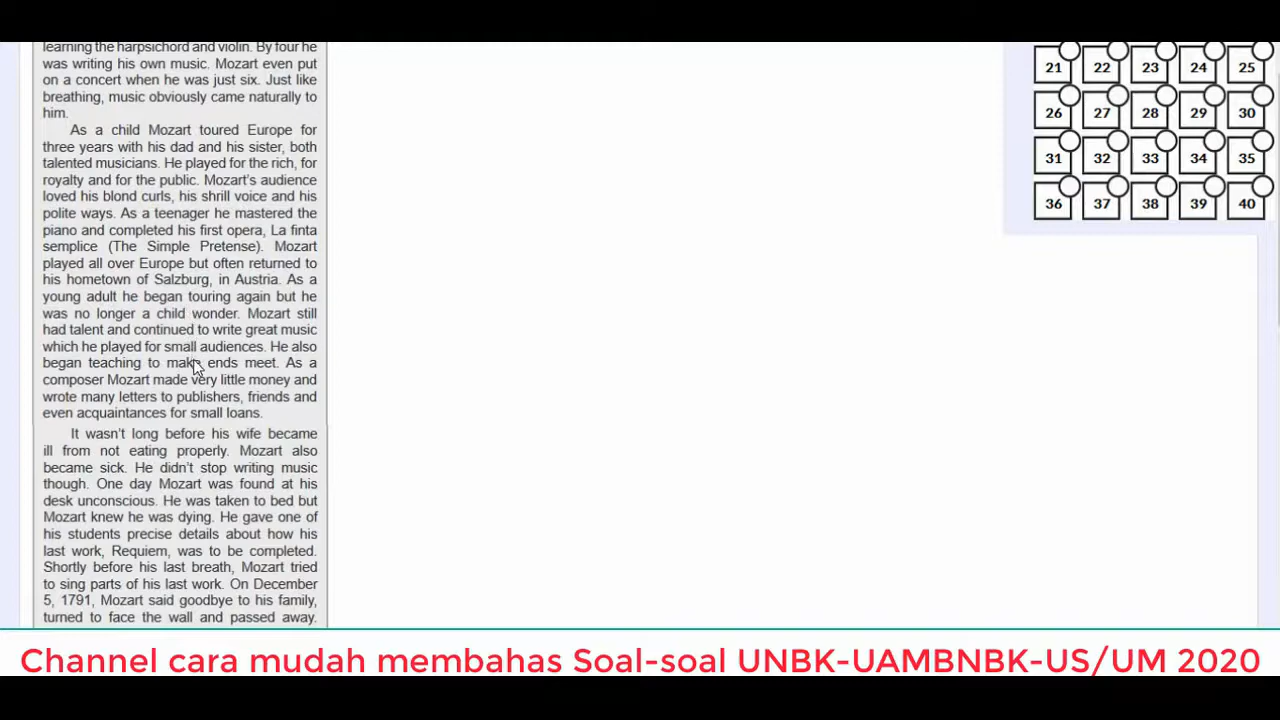 learning the harpsichord and violin. By four he
was writing his own music. Mozart even put
on a concert when he was just six. Just like
breathing, music obviously came naturally to
him.
As a child Mozart toured Europe for
three years with his dad and his sister, both
talented musicians. He played for the rich, for
royalty and for the public. Mozart's audience
loved his blond curls, his shrill voice and his
polite ways. As a teenager he mastered the
piano and completed his first opera, La finta
semplice (The Simple Pretense). Mozart
played all over Europe but often returned to
his hometown of Salzburg, in Austria. As a
young adult he began touring again but he
was no longer a child wonder. Mozart still
had talent and continued to write great music
which he played for small audiences. He also
began teaching to make ends meet. As a
composer Mozart made very little money and
wrote many letters to publishers, friends and
even acquaintances for small loans.
It wasn't long before his wife became
ill from not eating properly. Mozart also
became sick. He didn't stop writing music
though. One day Mozart was found at his
desk unconscious. He was taken to bed but
Mozart knew he was dying. He gave one of
his students precise details about how his
last work, Requiem, was to be completed.
Shortly before his last breath, Mozart tried
to sing parts of his last work. On December
5, 1791, Mozart said goodbye to his family,
turned to face the wall and passed away.
21 22 23 24 25
26 27 28 29 30
31 32 33 34 35
36 37 38 39 40
Channel cara mudah membahas Soal-soal UNBK-UAMBNBK-US/UM 2020